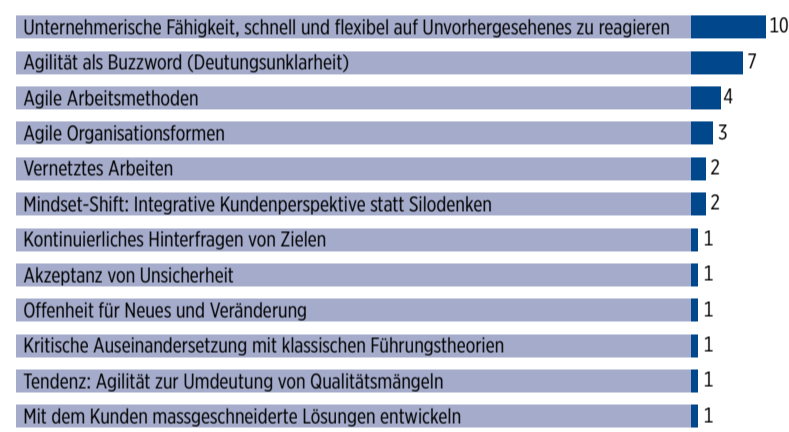 Unternehmerische Fähigkeit, schnell und flexibel auf Unvorhergesehenes zu reagieren 10
Agilität als Buzzword (Deutungsunklarheit) 7
Agile Arbeitsmethoden 4
Agile Organisationsformen 3
Vernetztes Arbeiten 2
Mindset-Shift: Integrative Kundenperspektive statt Silodenken 2
Kontinuierliches Hinterfragen von Zielen 1
Akzeptanz von Unsicherheit 1
Offenheit für Neues und Veränderung 1
Kritische Auseinandersetzung mit klassischen Führungstheorien 1
Tendenz: Agilität zur Umdeutung von Qualitätsmängeln 1
Mit dem Kunden massgeschneiderte Lösungen entwickeln 1